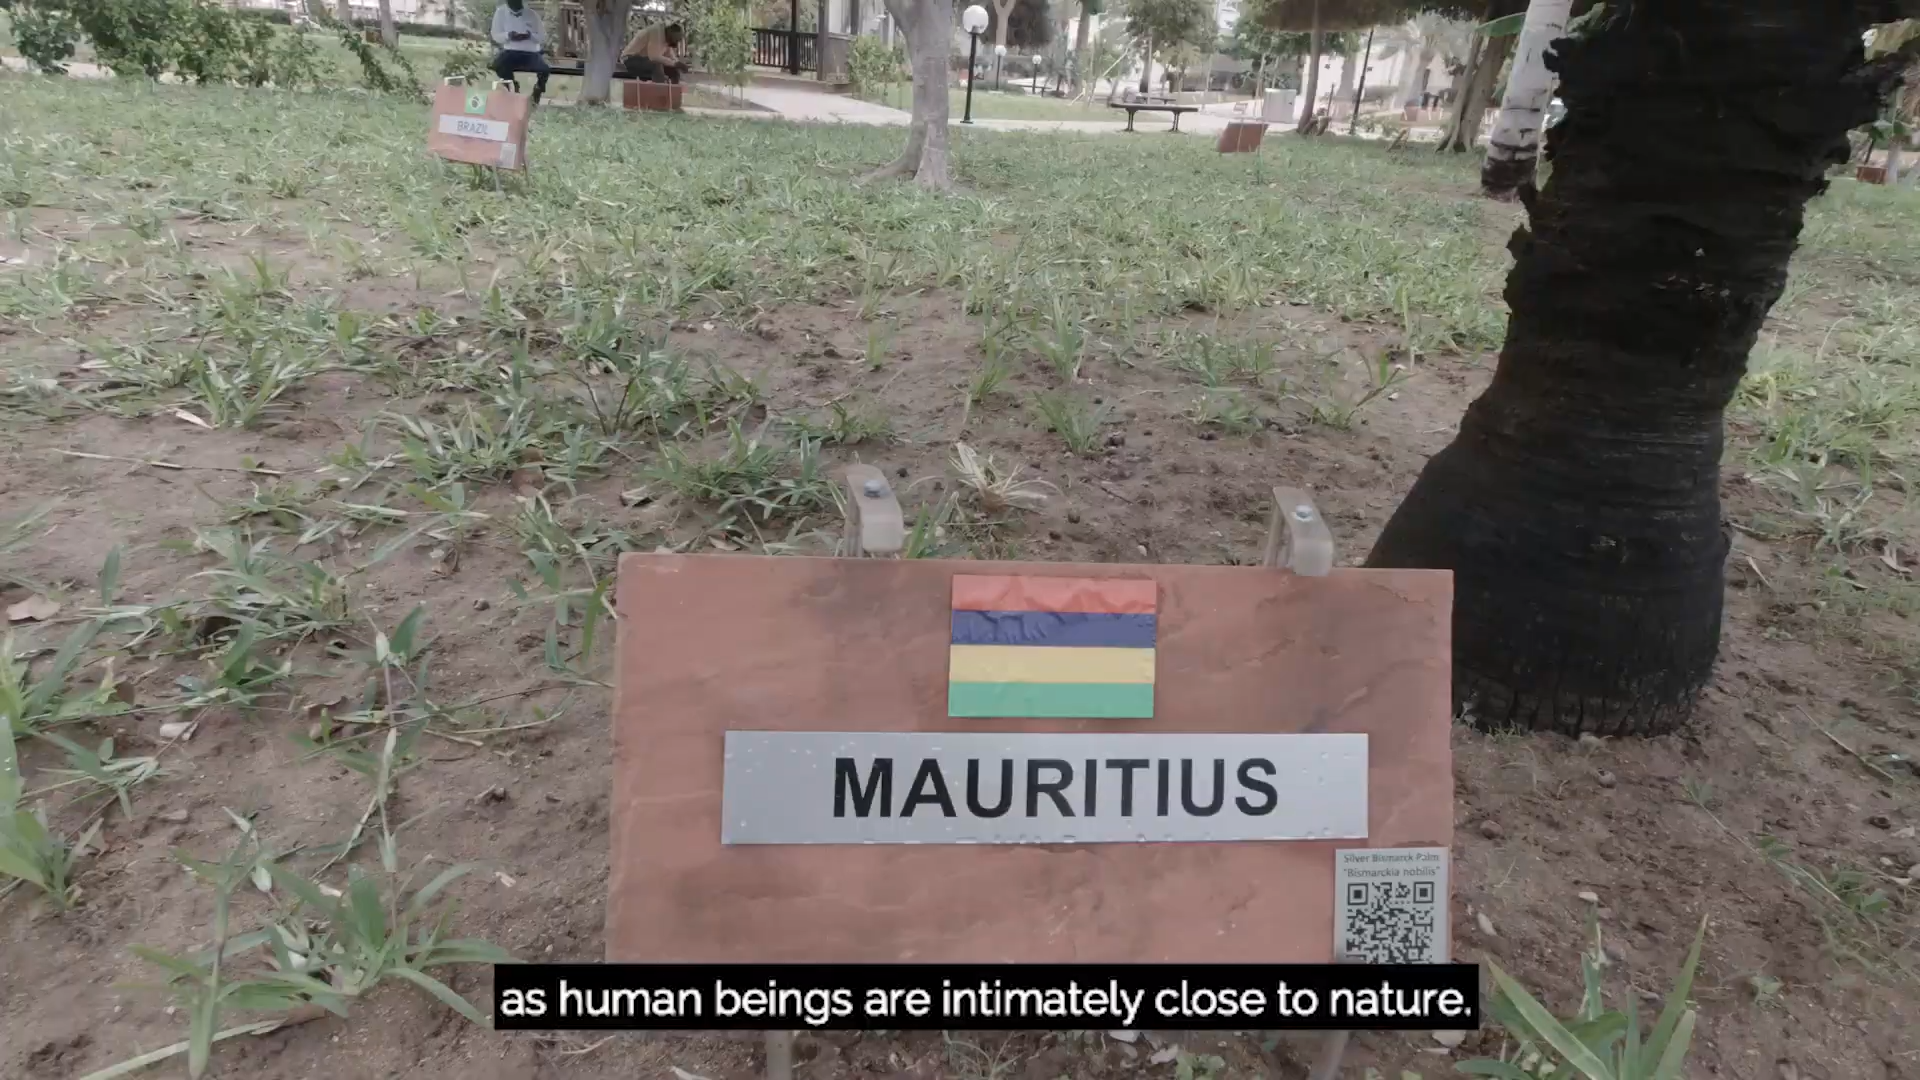 BRAZIL
MAURITIUS
Silver Bismarck Palm
"Bismarckia nobilis"
as human beings are intimately close to nature.